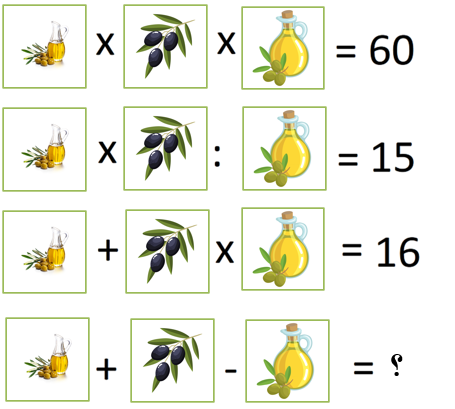 x x = 60
x : = 15
+ x = 16
+ - = ؟